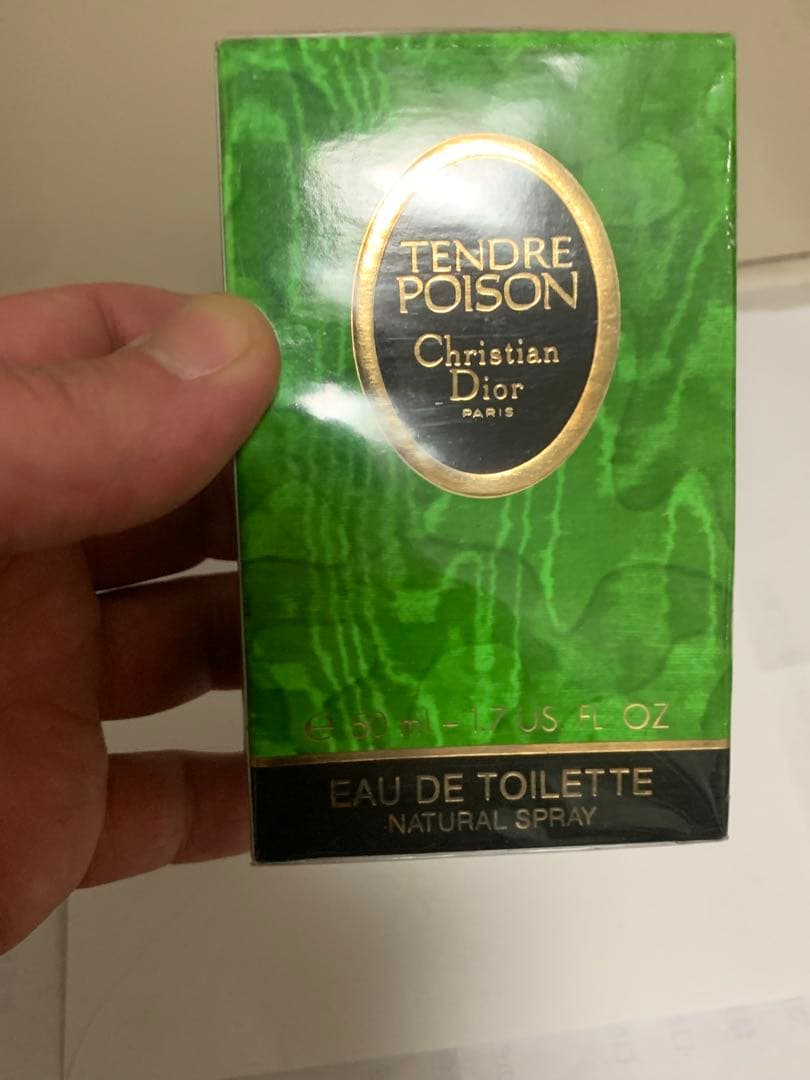 TENDRE
POISON
Christian
Dior
PARIS
℮ 50 ml – 1.7 US FL OZ
EAU DE TOILETTE
NATURAL SPRAY